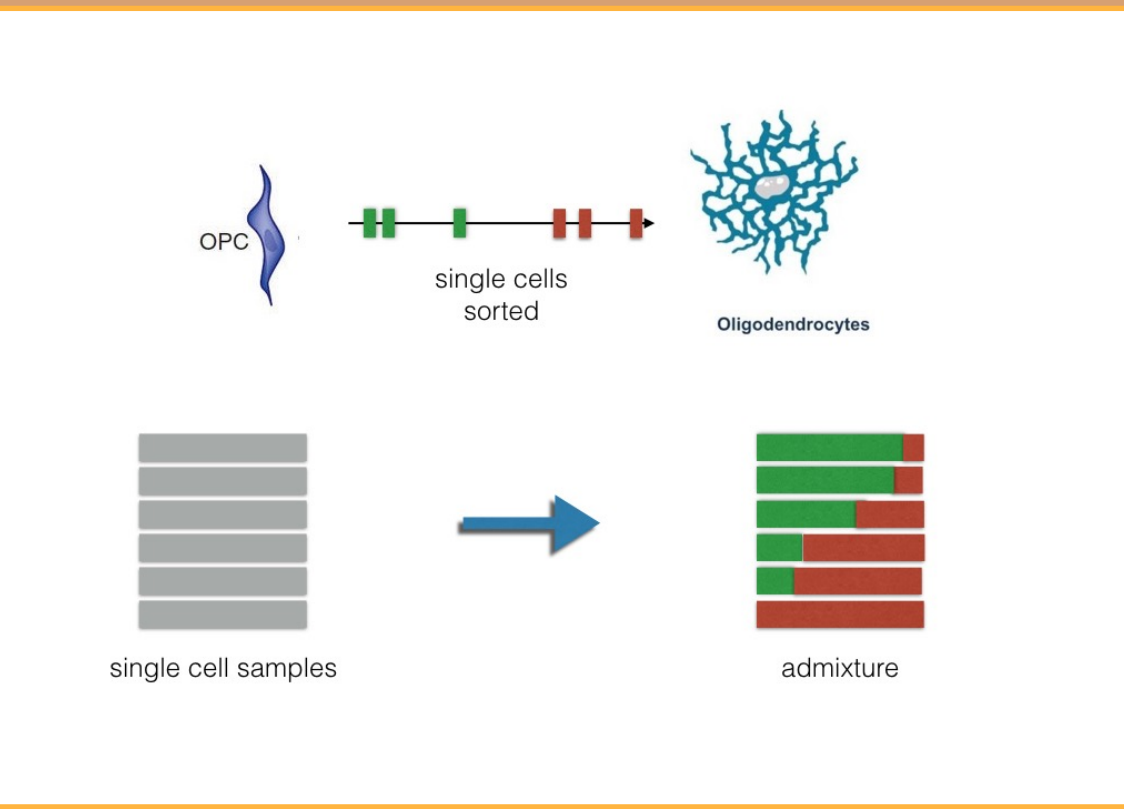 OPC
single cells
sorted
Oligodendrocytes
single cell samples
admixture